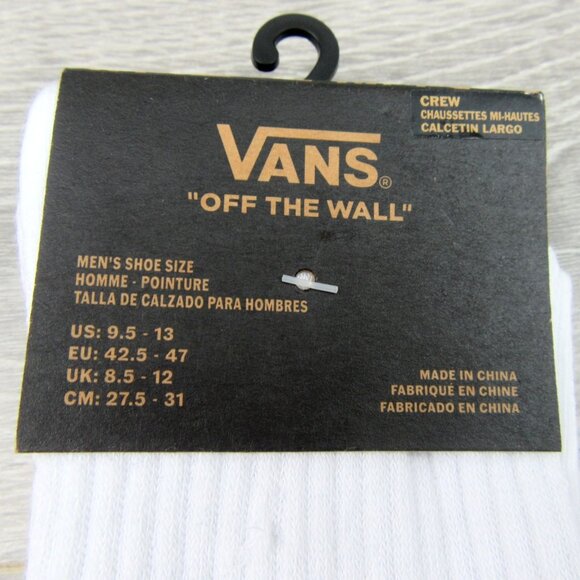 CREW
CHAUSSETTES MI-HAUTES
CALCETIN LARGO
VANS®
"OFF THE WALL"
MEN'S SHOE SIZE
HOMME - POINTURE
TALLA DE CALZADO PARA HOMBRES
US: 9.5 - 13
EU: 42.5 - 47
UK: 8.5 - 12
CM: 27.5 - 31
MADE IN CHINA
FABRIQUÉ EN CHINE
FABRICADO EN CHINA